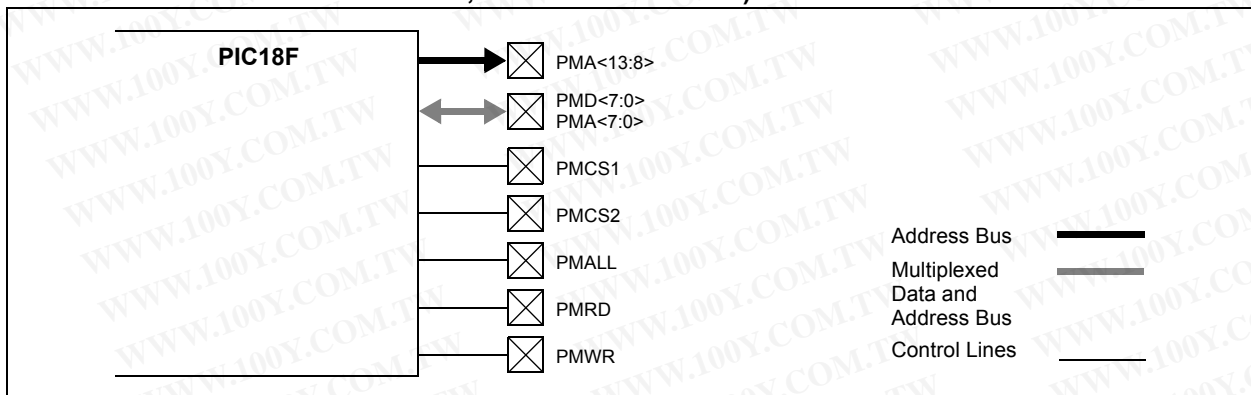 PIC18F
PMA<13:8>
PMD<7:0>
PMA<7:0>
PMCS1
PMCS2
PMALL
PMRD
PMWR
Address Bus
Multiplexed
Data and
Address Bus
Control Lines
WWW.100Y.COM.TW